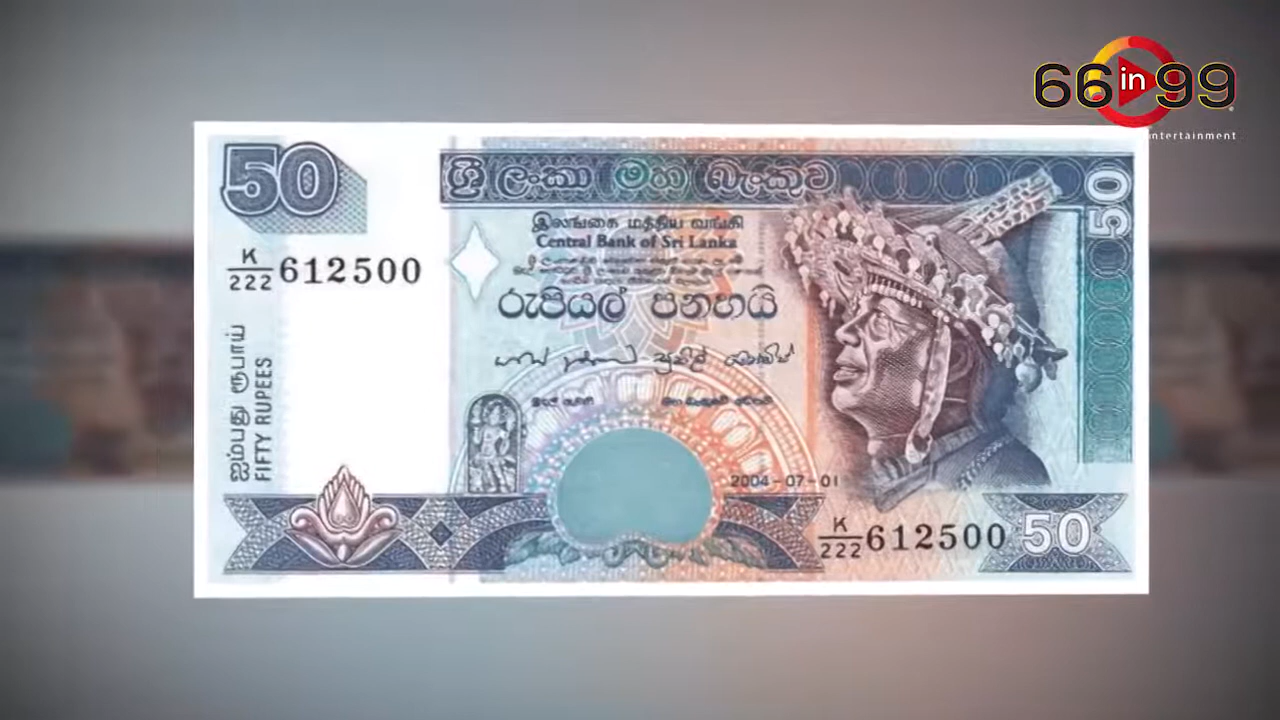 66in99
entertainment
50
ශ්‍රී ලංකා මහ බැංකුව
50
இலங்கை மத்திய வங்கி
Central Bank of Sri Lanka
K/222 612500
රුපියල් පනහයි
ஐம்பது ரூபாய்
FIFTY RUPEES
2004-07-01
K/222 612500
50